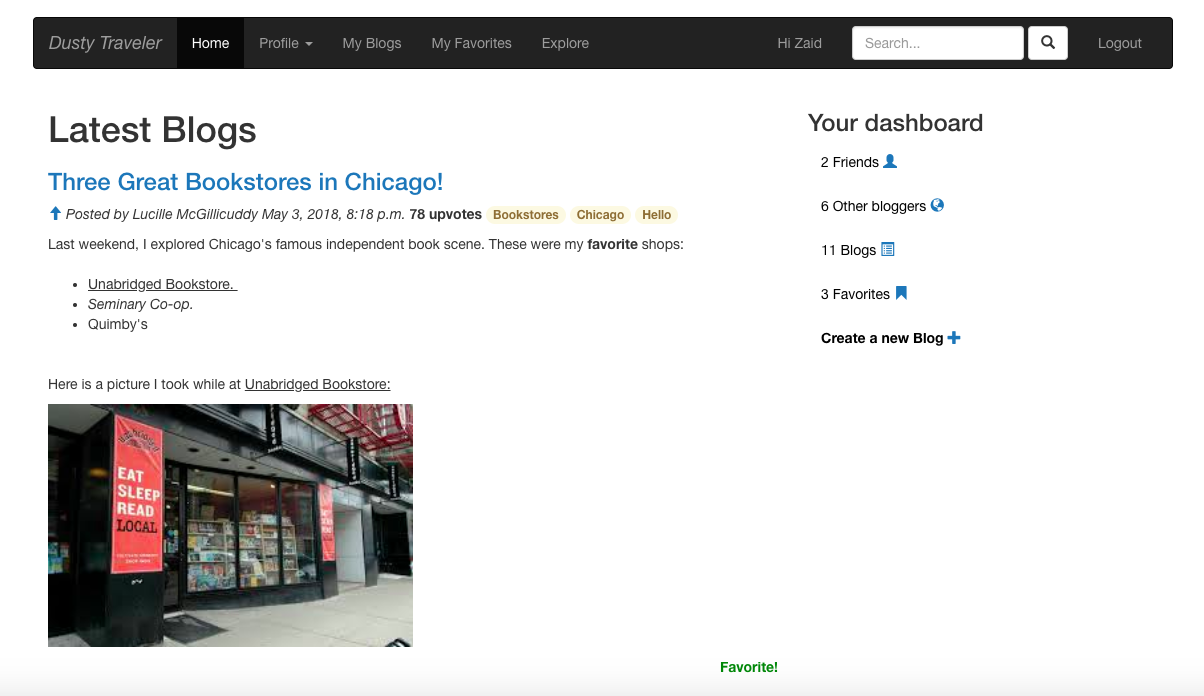 Dusty Traveler Home Profile My Blogs My Favorites Explore Hi Zaid Search... Logout
Latest Blogs
Three Great Bookstores in Chicago!
Posted by Lucille McGillicuddy May 3, 2018, 8:18 p.m. 78 upvotes Bookstores Chicago Hello
Last weekend, I explored Chicago's famous independent book scene. These were my favorite shops:
• Unabridged Bookstore.
• Seminary Co-op.
• Quimby's
Here is a picture I took while at Unabridged Bookstore:
EAT
SLEEP
READ
LOCAL
Favorite!
Your dashboard
2 Friends
6 Other bloggers
11 Blogs
3 Favorites
Create a new Blog